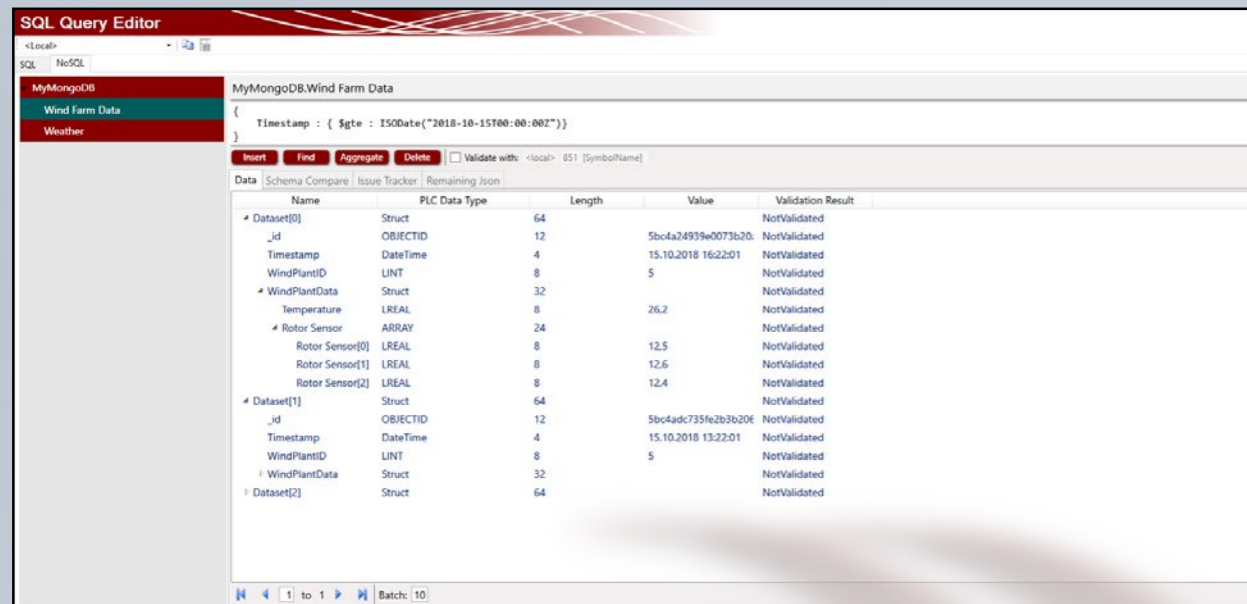 SQL Query Editor
<Local>
SQL NoSQL
MyMongoDB
Wind Farm Data
Weather
MyMongoDB.Wind Farm Data
{
Timestamp : { $gte : ISODate("2018-10-15T00:00:00Z")}
}
Insert Find Aggregate Delete Validate with: <local> 851 [SymbolName]
Data Schema Compare Issue Tracker Remaining Json
Name PLC Data Type Length Value Validation Result
Dataset[0] Struct 64 NotValidated
_id OBJECTID 12 5bc4a24939e0073b20 NotValidated
Timestamp DateTime 4 15.10.2018 16:22:01 NotValidated
WindPlantID LINT 8 5 NotValidated
WindPlantData Struct 32 NotValidated
Temperature LREAL 8 26,2 NotValidated
Rotor Sensor ARRAY 24 NotValidated
Rotor Sensor[0] LREAL 8 12,5 NotValidated
Rotor Sensor[1] LREAL 8 12,6 NotValidated
Rotor Sensor[2] LREAL 8 12,4 NotValidated
Dataset[1] Struct 64 NotValidated
_id OBJECTID 12 5bc4adc735fe2b3b206 NotValidated
Timestamp DateTime 4 15.10.2018 13:22:01 NotValidated
WindPlantID LINT 8 5 NotValidated
WindPlantData Struct 32 NotValidated
Dataset[2] Struct 64 NotValidated
1 to 1 Batch: 10